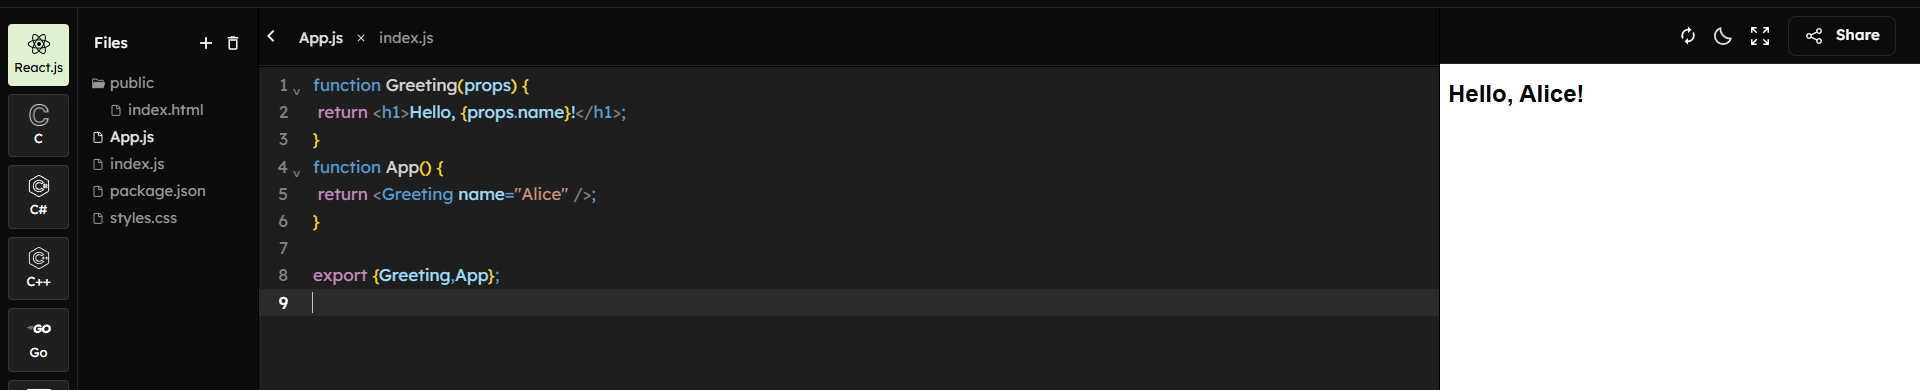 React.js
C
C#
C++
GO
Go
Files
public
index.html
App.js
index.js
package.json
styles.css
App.js × index.js
1 function Greeting(props) {
2 return <h1>Hello, {props.name}!</h1>;
3 }
4 function App() {
5 return <Greeting name="Alice" />;
6 }
7
8 export {Greeting,App};
9
Share
Hello, Alice!